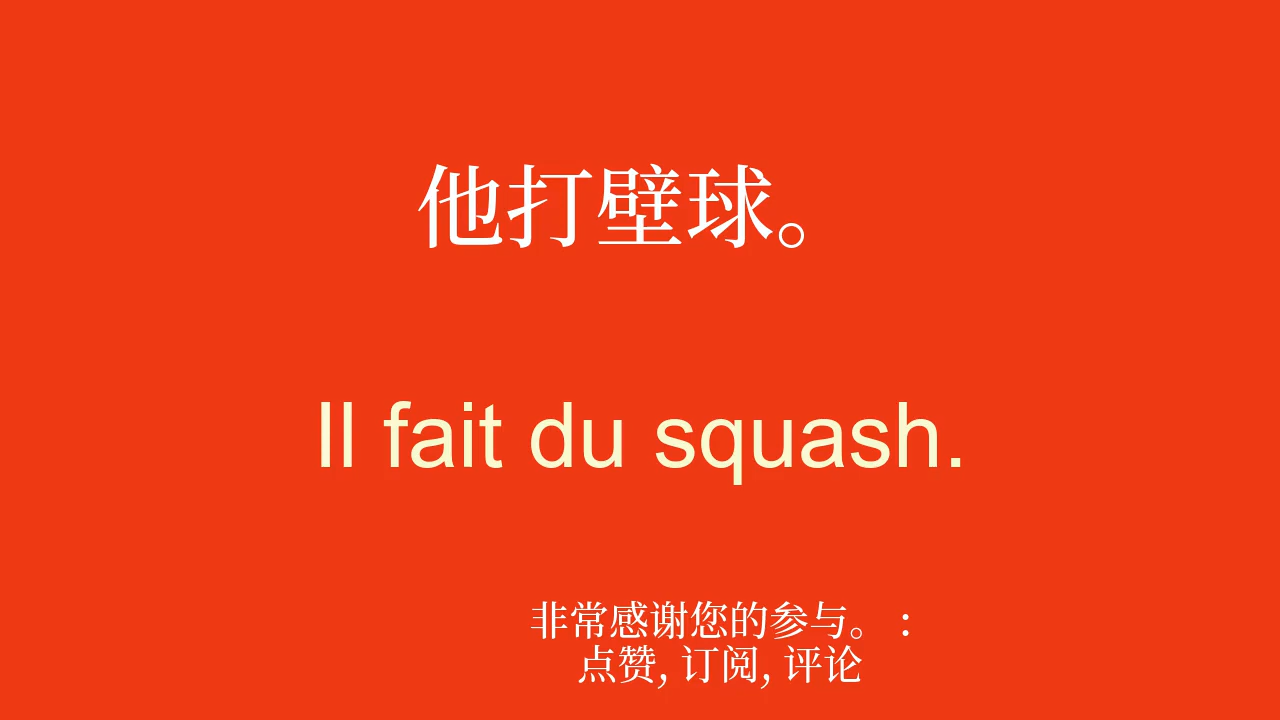 他打壁球。
Il fait du squash.
非常感谢您的参与。 :
点赞, 订阅, 评论